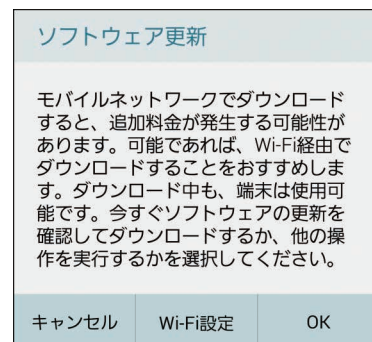 ソフトウェア更新
モバイルネットワークでダウンロード
すると、追加料金が発生する可能性が
あります。可能であれば、Wi-Fi経由で
ダウンロードすることをおすすめしま
す。ダウンロード中も、端末は使用可
能です。今すぐソフトウェアの更新を
確認してダウンロードするか、他の操
作を実行するかを選択してください。
キャンセル Wi-Fi設定 OK